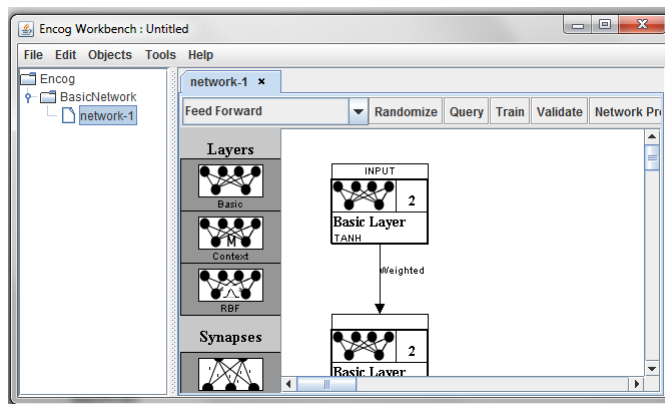 Encog Workbench : Untitled
File Edit Objects Tools Help
Encog
BasicNetwork
network-1
network-1 ×
Feed Forward
Randomize Query Train Validate Network Pr
Layers
Basic
M
Context
RBF
Synapses
INPUT
2
Basic Layer
TANH
Weighted
2
Basic Layer